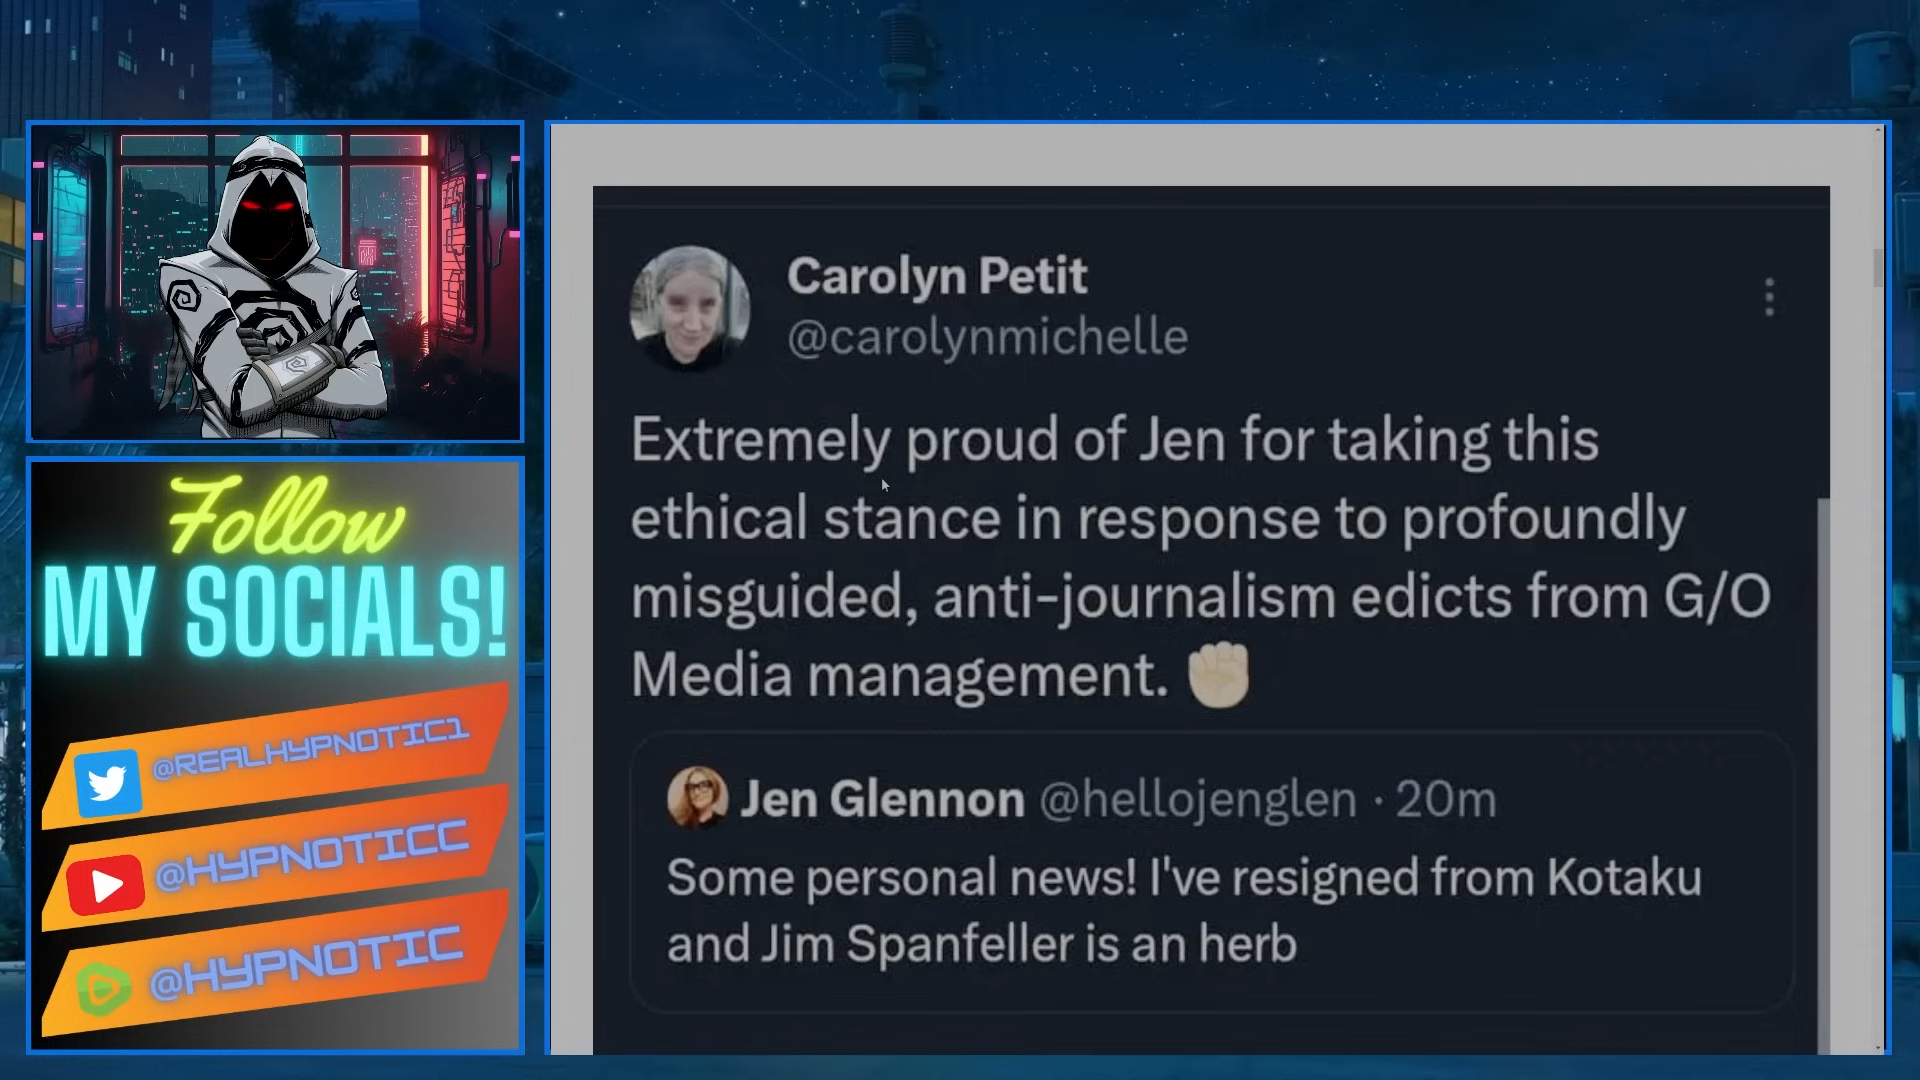 Follow
MY SOCIALS!
@REALHYPNOTIC1
@HYPNOTICC
@HYPNOTIC
Carolyn Petit
@carolynmichelle
Extremely proud of Jen for taking this
ethical stance in response to profoundly
misguided, anti-journalism edicts from G/O
Media management. ✊🏻
Jen Glennon @hellojenglen · 20m
Some personal news! I've resigned from Kotaku
and Jim Spanfeller is an herb